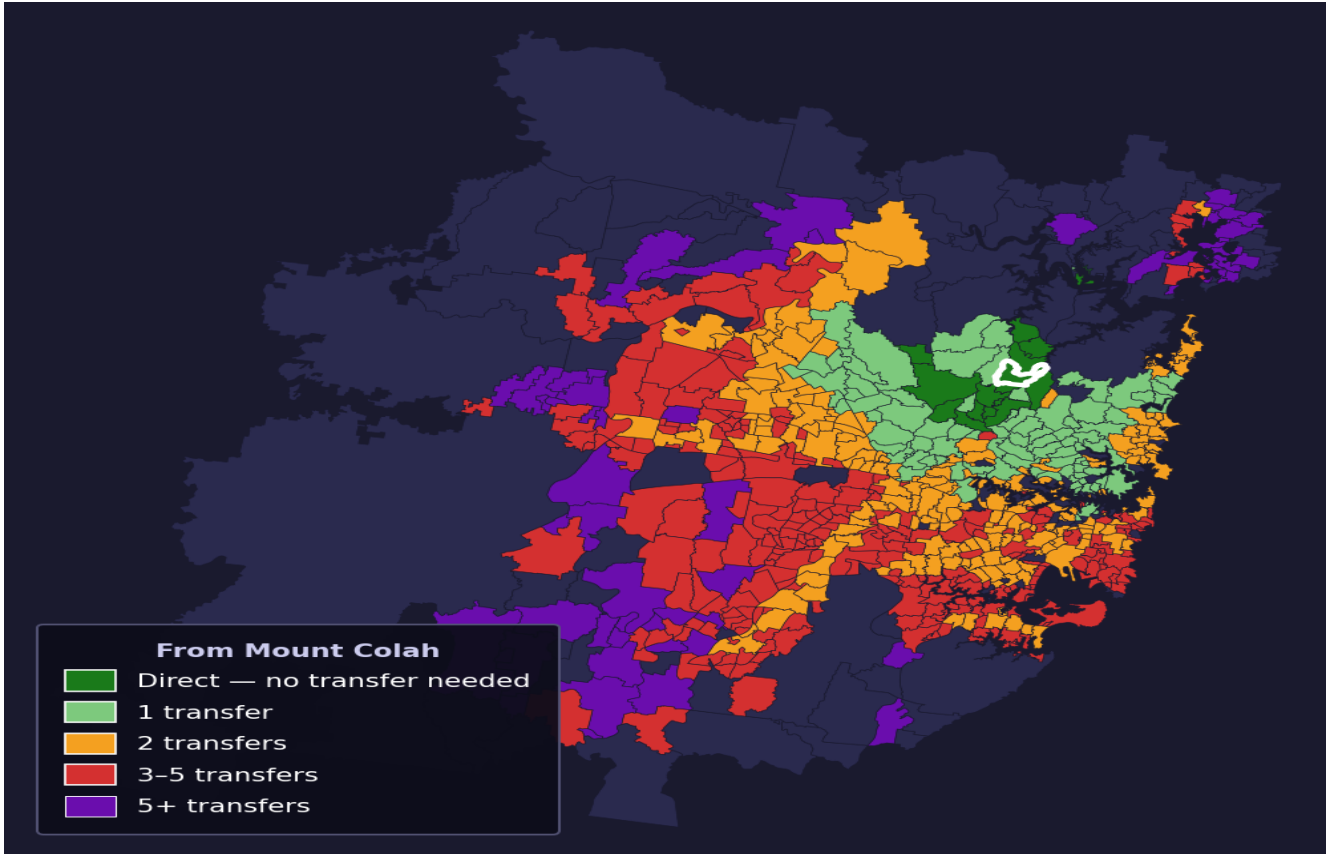 From Mount Colah
Direct — no transfer needed
1 transfer
2 transfers
3–5 transfers
5+ transfers